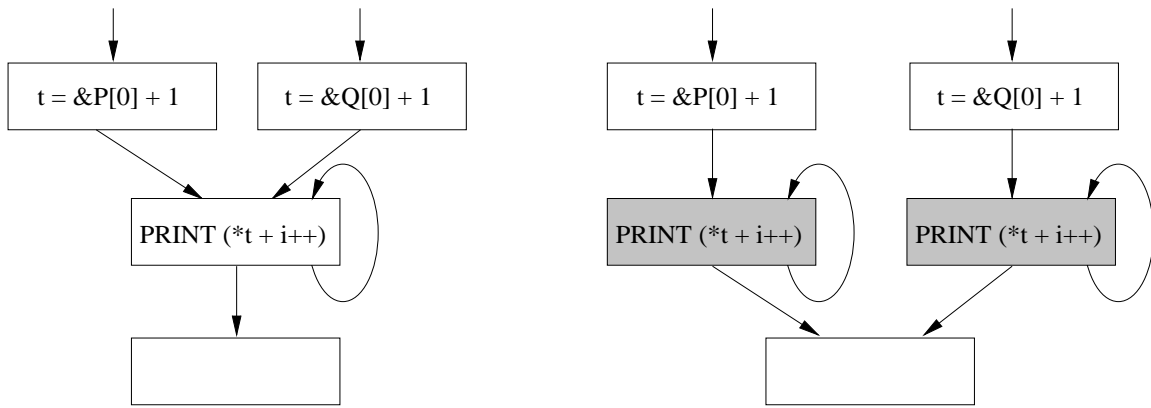 t = &P[0] + 1
t = &Q[0] + 1
PRINT (*t + i++)
t = &P[0] + 1
t = &Q[0] + 1
PRINT (*t + i++)
PRINT (*t + i++)